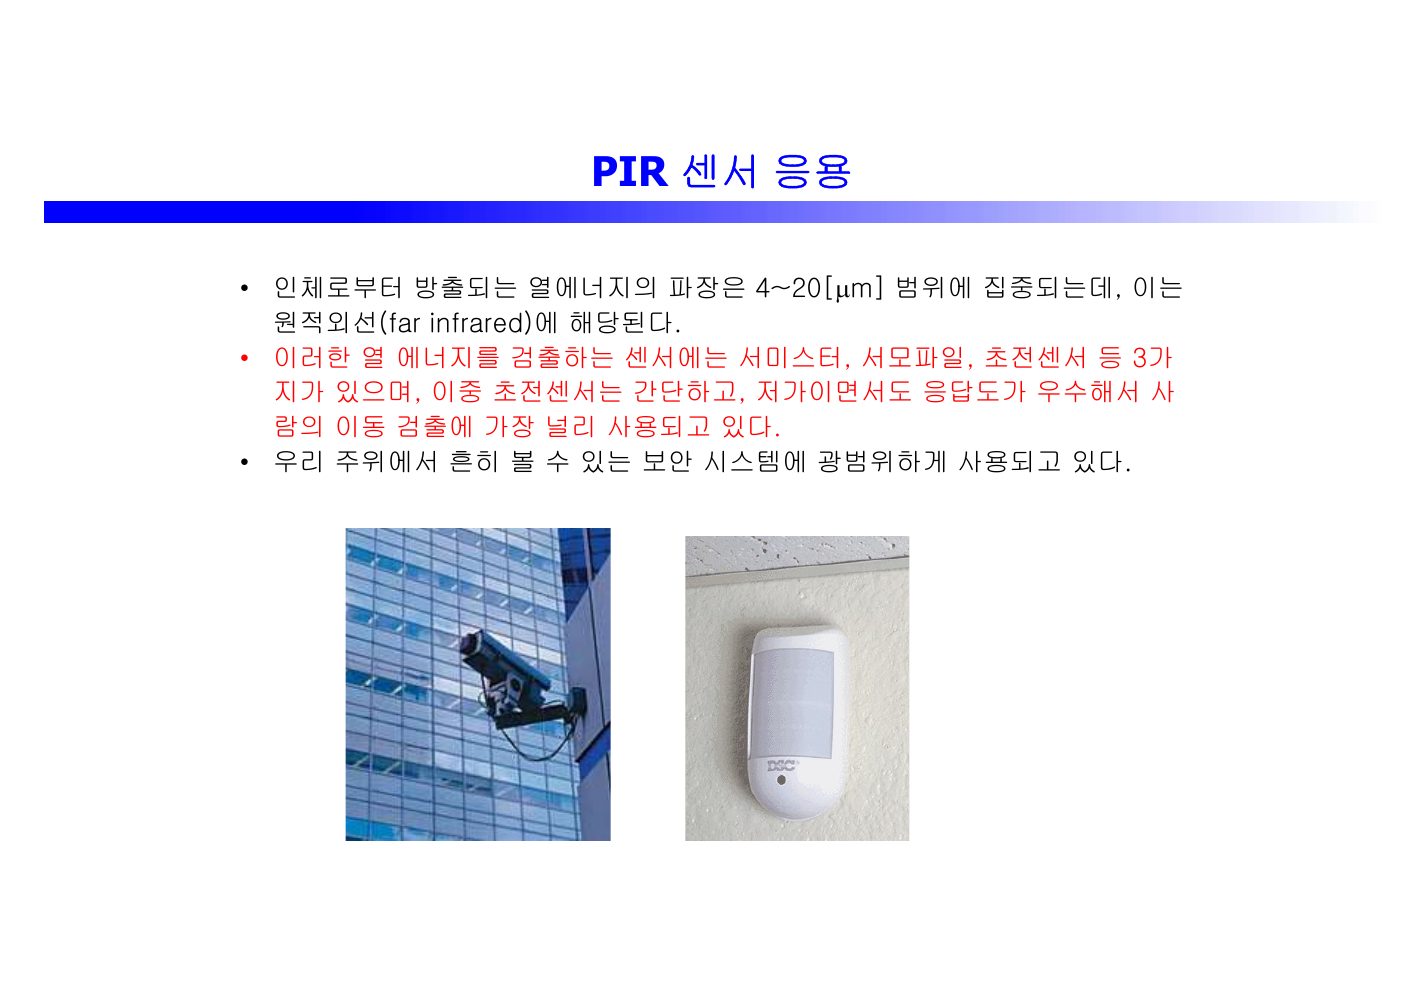 PIR 센서 응용
• 인체로부터 방출되는 열에너지의 파장은 4~20[μm] 범위에 집중되는데, 이는
원적외선(far infrared)에 해당된다.
• 이러한 열 에너지를 검출하는 센서에는 서미스터, 서모파일, 초전센서 등 3가
지가 있으며, 이중 초전센서는 간단하고, 저가이면서도 응답도가 우수해서 사
람의 이동 검출에 가장 널리 사용되고 있다.
• 우리 주위에서 흔히 볼 수 있는 보안 시스템에 광범위하게 사용되고 있다.
DSC